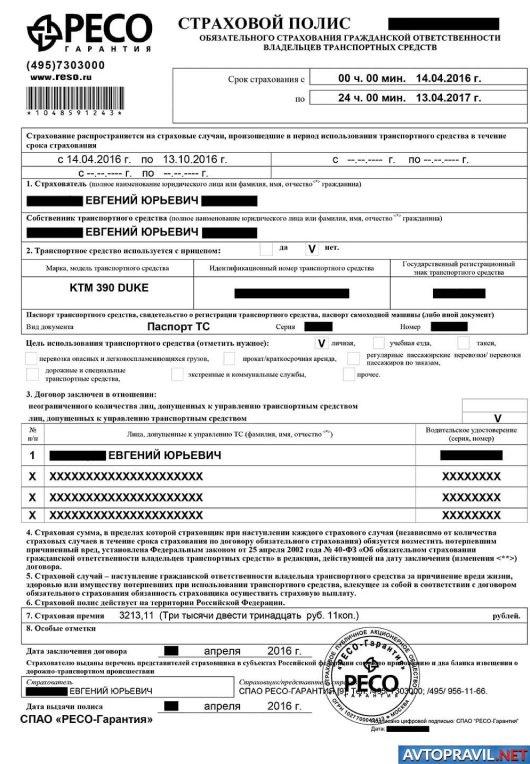 РЕСО
ГАРАНТИЯ
(495)7303000
www.reso.ru
*1048591243*
СТРАХОВОЙ ПОЛИС
ОБЯЗАТЕЛЬНОГО СТРАХОВАНИЯ ГРАЖДАНСКОЙ ОТВЕТСТВЕННОСТИ
ВЛАДЕЛЬЦЕВ ТРАНСПОРТНЫХ СРЕДСТВ
Срок страхования с 00 ч. 00 мин. 14.04.2016 г.
по 24 ч. 00 мин. 13.04.2017 г.
Страхование распространяется на страховые случаи, произошедшие в период использования транспортного средства в течение
срока страхования
с 14.04.2016 г. по 13.10.2016 г. с --.--.---- г. по --.--.---- г.
с --.--.---- г. по --.--.---- г.
1. Страхователь (полное наименование юридического лица или фамилия, имя, отчество <*> гражданина)
ЕВГЕНИЙ ЮРЬЕВИЧ
Собственник транспортного средства (полное наименование юридического лица или фамилия, имя, отчество <*> гражданина)
ЕВГЕНИЙ ЮРЬЕВИЧ
2. Транспортное средство используется с прицепом: да V нет.
Марка, модель транспортного средства Идентификационный номер транспортного средства Государственный регистрационный
знак транспортного средства
KTM 390 DUKE
Паспорт транспортного средства, свидетельство о регистрации транспортного средства, паспорт самоходной машины (либо иной документ)
Вид документа Паспорт ТС Серия Номер
Цель использования транспортного средства (отметить нужное): V личная, учебная езда, такси,
перевозка опасных и легковоспламеняющихся грузов, прокат/краткосрочная аренда, регулярные пассажирские перевозки/ перевозки
пассажиров по заказам,
дорожные и специальные
транспортные средства, экстренные и коммунальные службы, прочее.
3. Договор заключен в отношении:
неограниченного количества лиц, допущенных к управлению транспортным средством
лиц, допущенных к управлению транспортным средством V
№
п/п Лица, допущенные к управлению ТС (фамилия, имя, отчество <*>) Водительское удостоверение
(серия, номер)
1 ЕВГЕНИЙ ЮРЬЕВИЧ
X XXXXXXXXXXXXXXXXXXXXXX XXXXXXXX
X XXXXXXXXXXXXXXXXXXXXXX XXXXXXXX
X XXXXXXXXXXXXXXXXXXXXXX XXXXXXXX
4. Страховая сумма, в пределах которой страховщик при наступлении каждого страхового случая (независимо от количества
страховых случаев в течение срока страхования по договору обязательного страхования) обязуется возместить потерпевшим
причиненный вред, установлена Федеральным законом от 25 апреля 2002 года № 40-ФЗ «Об обязательном страховании
гражданской ответственности владельцев транспортных средств» в редакции, действующей на дату заключения (изменения <**>)
договора.
5. Страховой случай – наступление гражданской ответственности владельца транспортного средства за причинение вреда жизни,
здоровью или имуществу потерпевших при использовании транспортного средства, влекущее за собой в соответствии с договором
обязательного страхования обязанность страховщика осуществить страховую выплату.
6. Страховой полис действует на территории Российской Федерации.
7. Страховая премия 3213,11 (Три тысячи двести тринадцать руб. 11коп.) рублей.
8. Особые отметки
Дата заключения договора апреля 2016 г.
Страхователю выданы перечень представителей страховщика в субъектах Российской и два бланка извещения о
дорожно-транспортном происшествии
Страхователь Страховщик/представитель
ЕВГЕНИЙ ЮРЬЕВИЧ СПАО РЕСО-ГАРАНТИЯ Тел. /495/ 7303000; /495/ 956-11-66.
РЕСО
Дата выдачи полиса апреля 2016 г.
СПАО «РЕСО-Гарантия»
Подписано цифровой подписью: СПАО "РЕСО-Гарантия"
Дата:
AVTOPRAVIL.NET